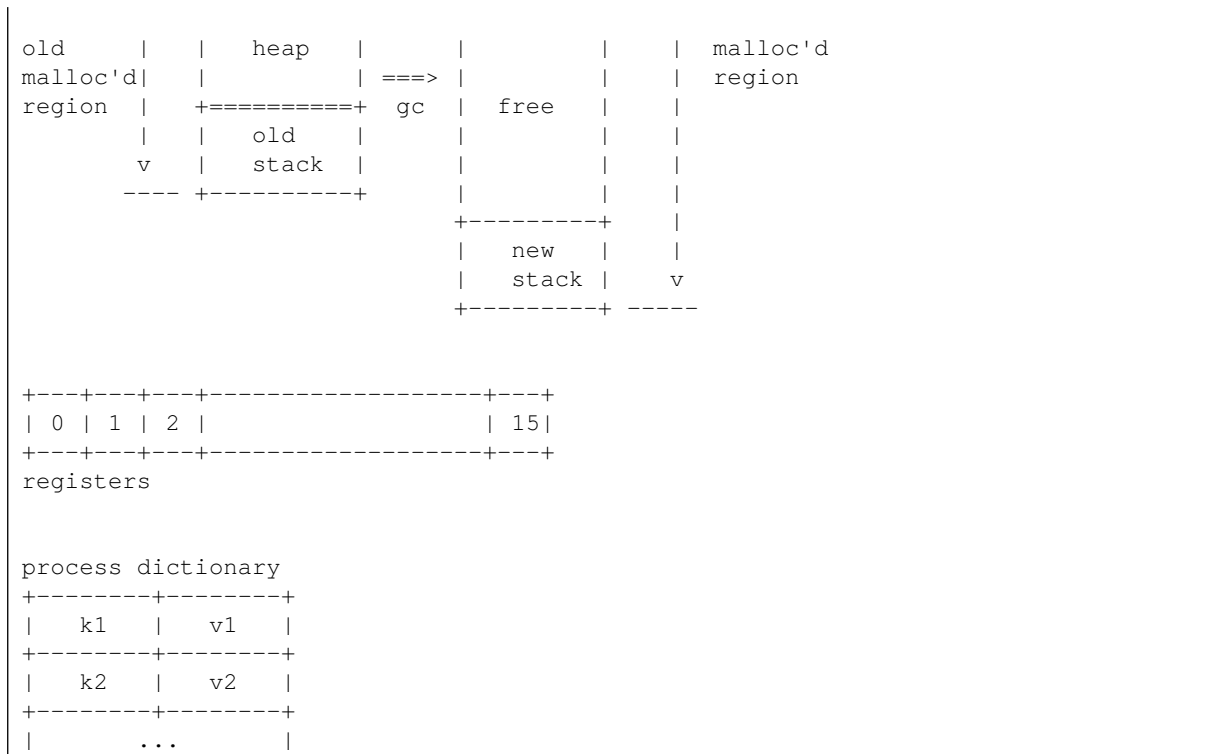 old      |   |   heap   |      |         |    |  malloc'd
malloc'd|    |          | ===> |         |    |  region
region  |    +==========+  gc  |  free   |    |
        |    |   old    |      |         |    |
        v    |   stack  |      |         |    |
       ----  +----------+      |         |    |
                               +---------+    |
                               |   new   |    |
                               |   stack |    v
                               +---------+ -----
+---+---+---+-------------------+---+
| 0 | 1 | 2 |                   | 15|
+---+---+---+-------------------+---+
registers
process dictionary
+--------+--------+
|   k1   |   v1   |
+--------+--------+
|   k2   |   v2   |
+--------+--------+
|       ...       |